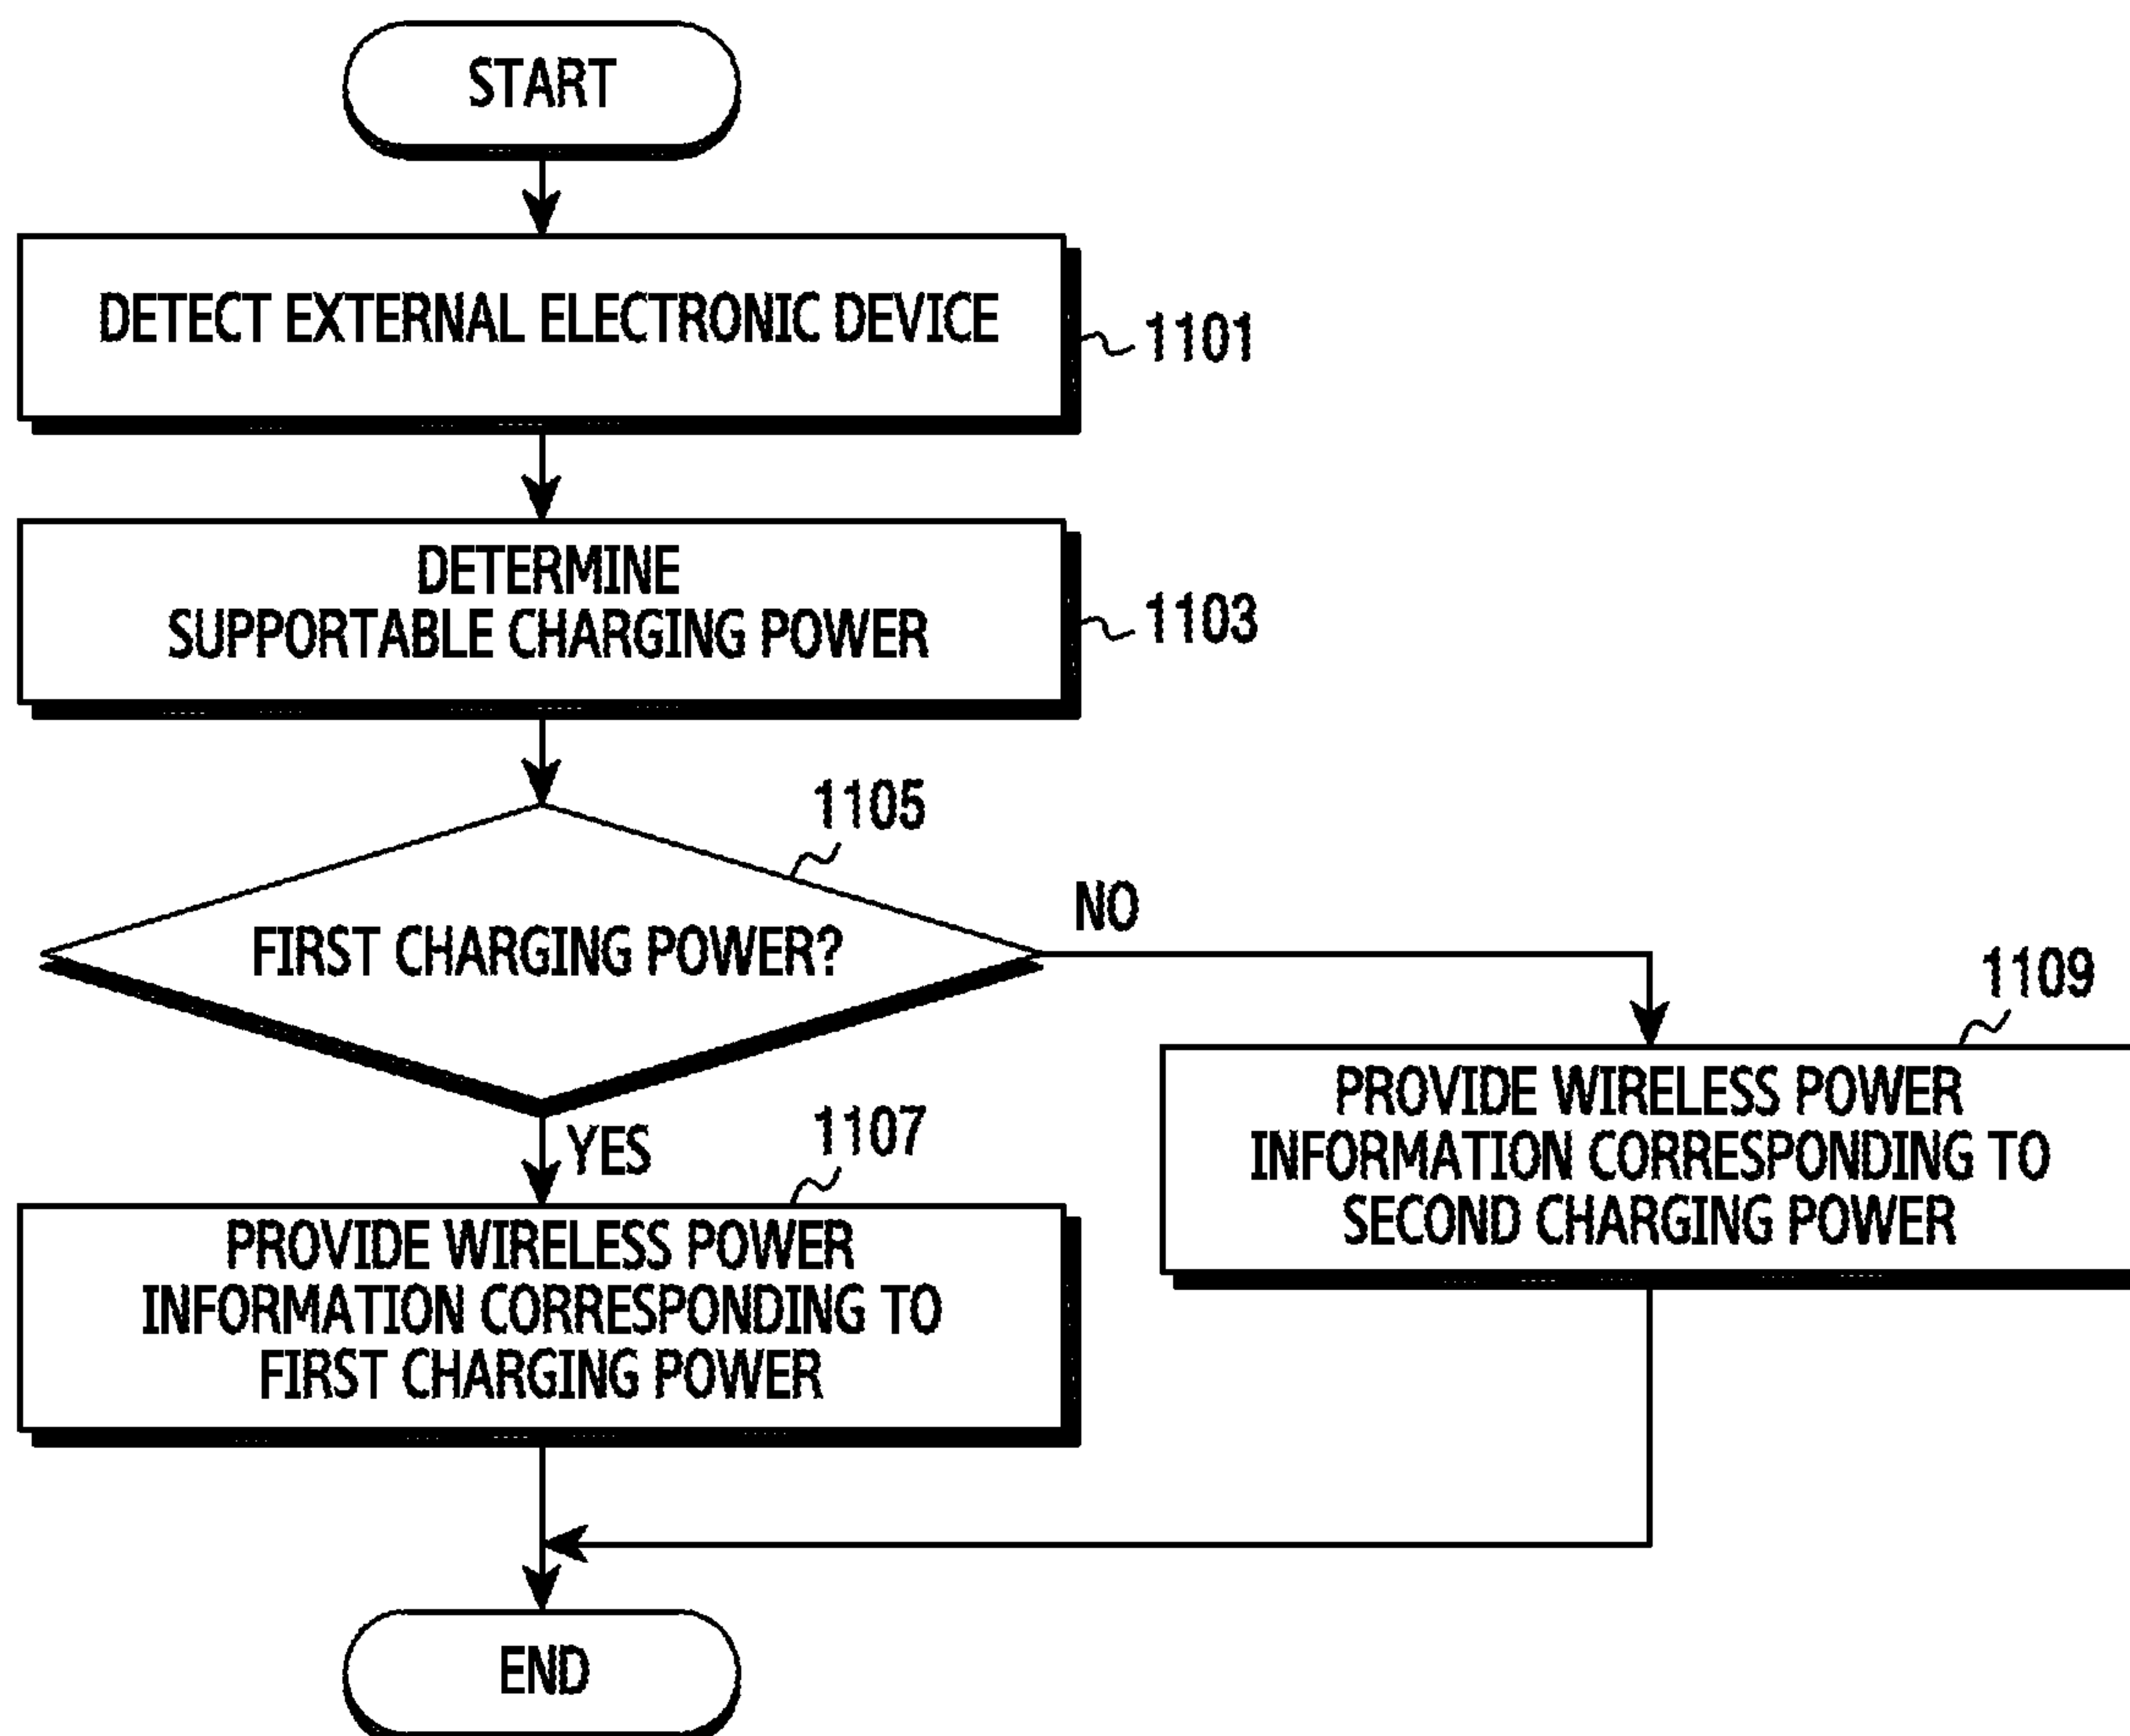 START
DETECT EXTERNAL ELECTRONIC DEVICE
1101
DETERMINE
SUPPORTABLE CHARGING POWER
1103
1105
FIRST CHARGING POWER?
NO
YES
1107
PROVIDE WIRELESS POWER
INFORMATION CORRESPONDING TO
FIRST CHARGING POWER
1109
PROVIDE WIRELESS POWER
INFORMATION CORRESPONDING TO
SECOND CHARGING POWER
END